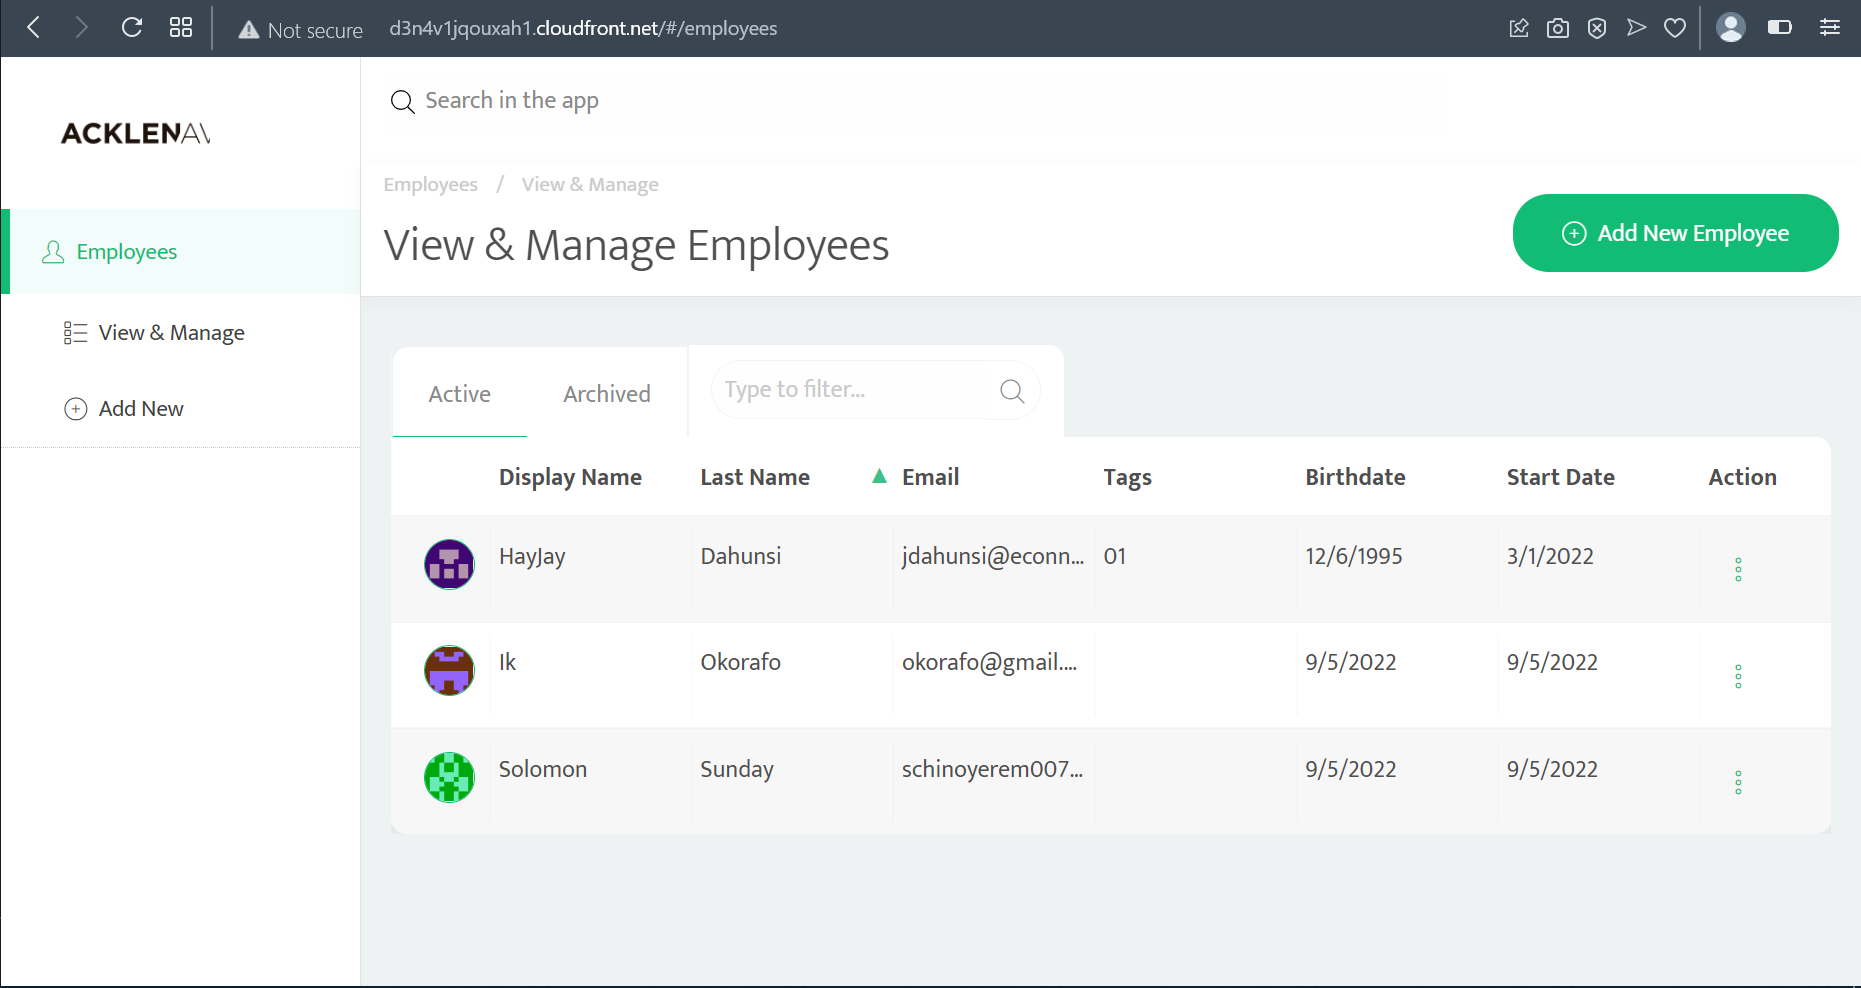 Not secure d3n4v1jqouxah1.cloudfront.net/#/employees
Search in the app
ACKLENAV
Employees / View & Manage
View & Manage Employees
Add New Employee
Employees
View & Manage
Add New
Active Archived Type to filter...
Display Name Last Name Email Tags Birthdate Start Date Action
HayJay Dahunsi jdahunsi@econn... 01 12/6/1995 3/1/2022
Ik Okorafo okorafo@gmail.... 9/5/2022 9/5/2022
Solomon Sunday schinoyerem007... 9/5/2022 9/5/2022